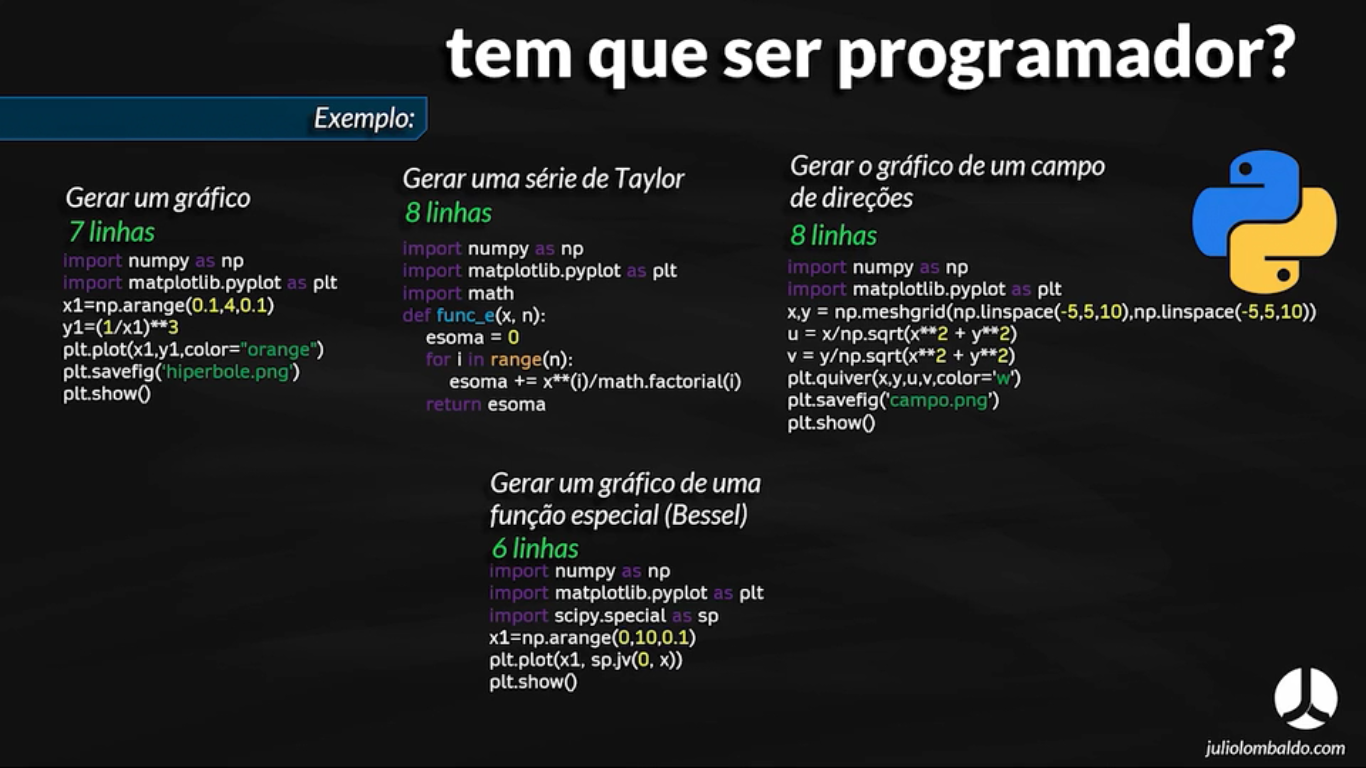 tem que ser programador?
Exemplo:
Gerar um gráfico
7 linhas
import numpy as np
import matplotlib.pyplot as plt
x1=np.arange(0.1,4,0.1)
y1=(1/x1)**3
plt.plot(x1,y1,color="orange")
plt.savefig('hiperbole.png')
plt.show()
Gerar uma série de Taylor
8 linhas
import numpy as np
import matplotlib.pyplot as plt
import math
def func_e(x, n):
    esoma = 0
    for i in range(n):
        esoma += x**(i)/math.factorial(i)
    return esoma
Gerar o gráfico de um campo
de direções
8 linhas
import numpy as np
import matplotlib.pyplot as plt
x,y = np.meshgrid(np.linspace(-5,5,10),np.linspace(-5,5,10))
u = x/np.sqrt(x**2 + y**2)
v = y/np.sqrt(x**2 + y**2)
plt.quiver(x,y,u,v,color='w')
plt.savefig('campo.png')
plt.show()
Gerar um gráfico de uma
função especial (Bessel)
6 linhas
import numpy as np
import matplotlib.pyplot as plt
import scipy.special as sp
x1=np.arange(0,10,0.1)
plt.plot(x1, sp.jv(0, x))
plt.show()
juliolombaldo.com